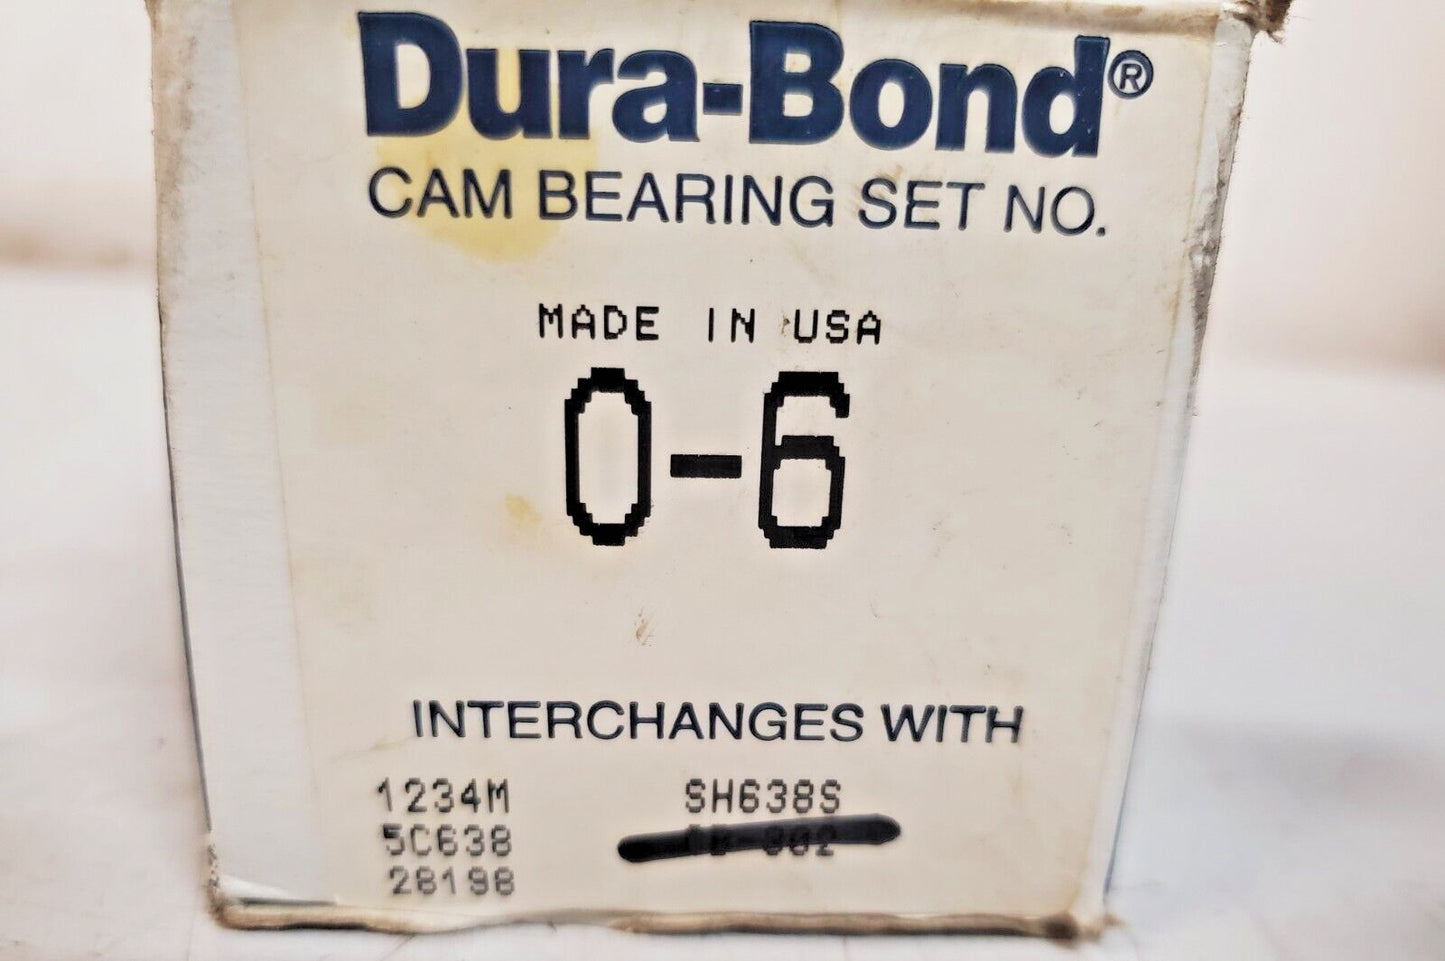 Dura-Bond®
CAM BEARING SET NO.
MADE IN USA
0-6
INTERCHANGES WITH
1234M SH638S
5C638
28198